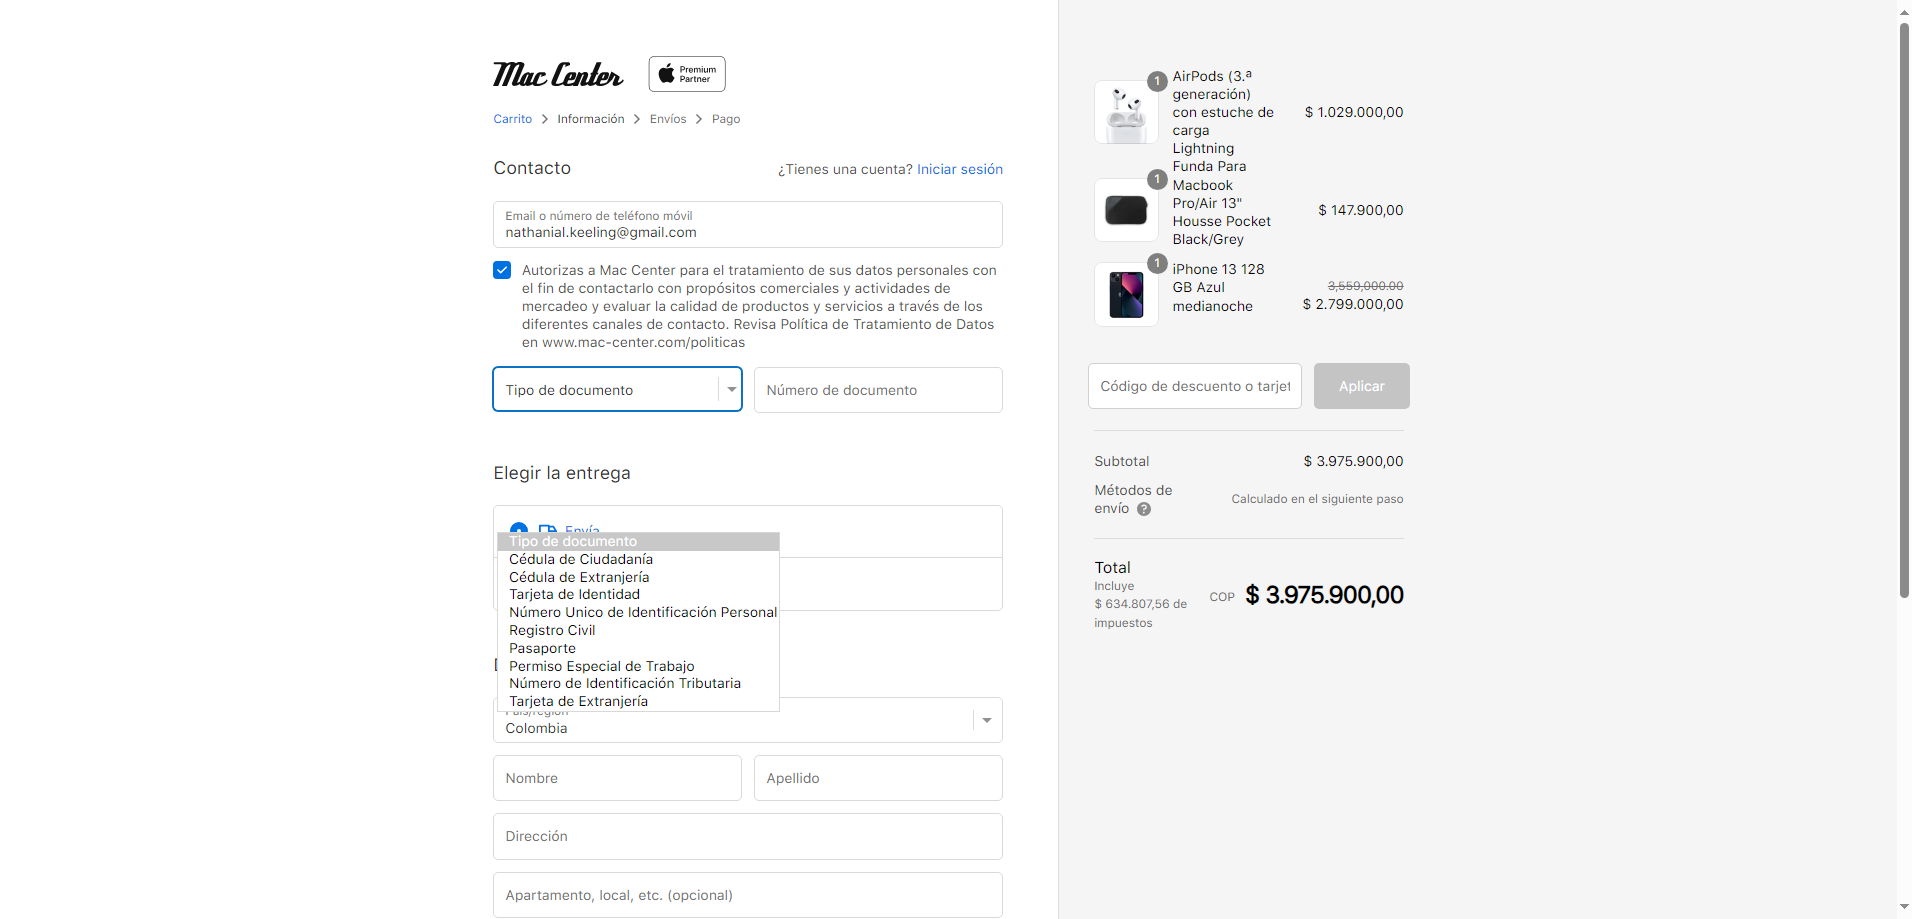 Mac Center
Premium
Partner
Carrito
Información
Envíos
Pago
Contacto
¿Tienes una cuenta? Iniciar sesión
Email o número de teléfono móvil
nathanial.keeling@gmail.com
Autorizas a Mac Center para el tratamiento de sus datos personales con
el fin de contactarlo con propósitos comerciales y actividades de
mercadeo y evaluar la calidad de productos y servicios a través de los
diferentes canales de contacto. Revisa Política de Tratamiento de Datos
en www.mac-center.com/politicas
Tipo de documento
Número de documento
Elegir la entrega
Envía
Tipo de documento
Cédula de Ciudadanía
Cédula de Extranjería
Tarjeta de Identidad
Número Unico de Identificación Personal
Registro Civil
Pasaporte
Permiso Especial de Trabajo
Número de Identificación Tributaria
Tarjeta de Extranjería
País/región
Colombia
Nombre
Apellido
Dirección
Apartamento, local, etc. (opcional)
1
AirPods (3.ª
generación)
con estuche de
carga
Lightning
$ 1.029.000,00
1
Funda Para
Macbook
Pro/Air 13"
Housse Pocket
Black/Grey
$ 147.900,00
1
iPhone 13 128
GB Azul
medianoche
3,559,000.00
$ 2.799.000,00
Código de descuento o tarjet
Aplicar
Subtotal
$ 3.975.900,00
Métodos de
envío ?
Calculado en el siguiente paso
Total
Incluye
$ 634.807,56 de
impuestos
COP $ 3.975.900,00